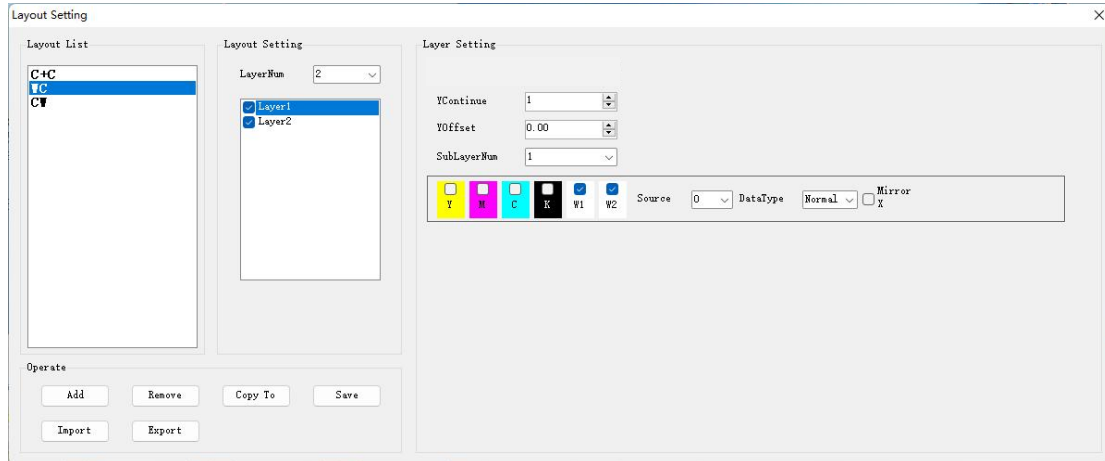 Layout Setting
Layout List
C+C
WC
CW
Layout Setting
LayerNum 2
Layer1
Layer2
Layer Setting
YContinue 1
YOffset 0.00
SubLayerNum 1
Y M C K W1 W2 Source 0 DataType Normal Mirror X
Operate
Add Remove Copy To Save
Import Export